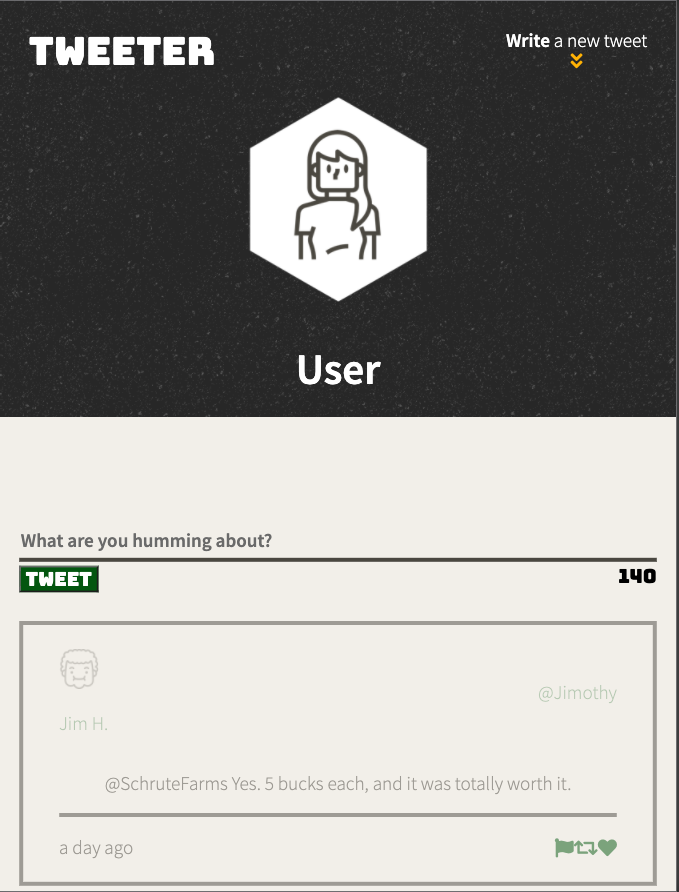 TWEETER
Write a new tweet
User
What are you humming about?
TWEET
140
@Jimothy
Jim H.
@SchruteFarms Yes. 5 bucks each, and it was totally worth it.
a day ago